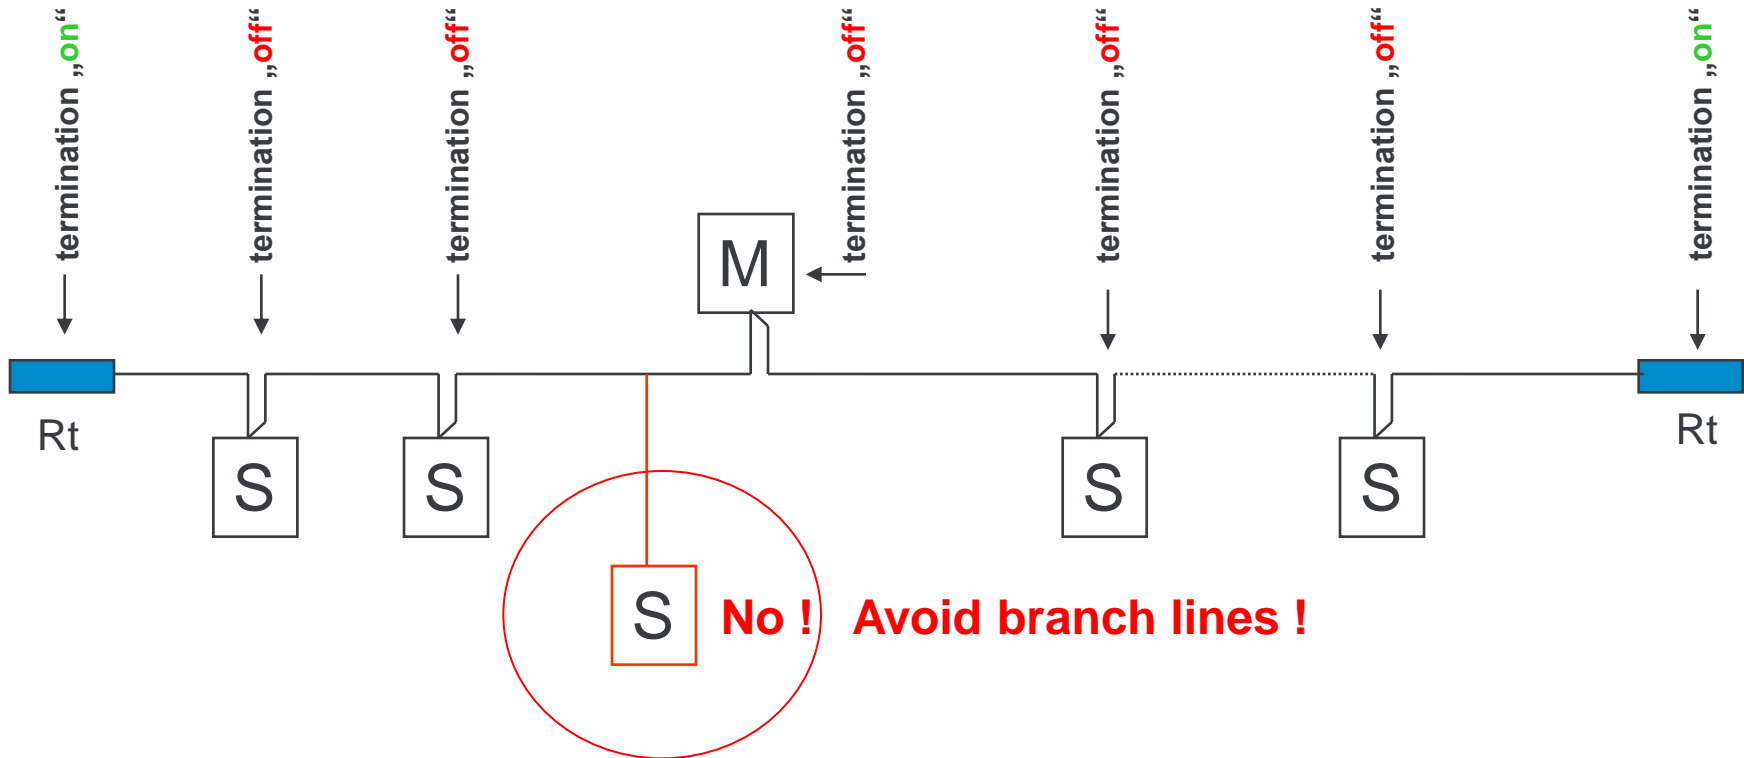 termination „on“
termination „off“
termination „off“
termination „off“
termination „off“
termination „off“
termination „on“
M
Rt
S
S
S
S
Rt
S
No ! Avoid branch lines !